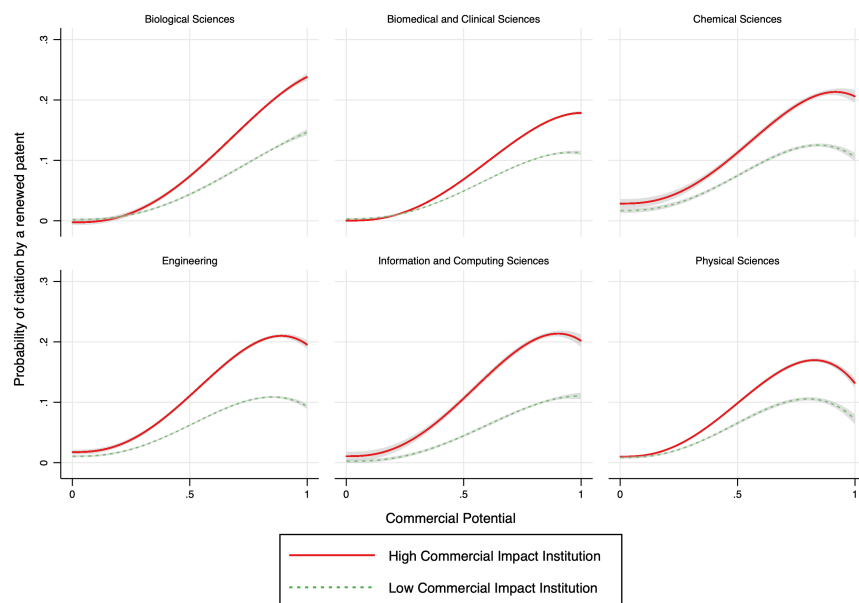 Biological Sciences
Biomedical and Clinical Sciences
Chemical Sciences
.3
.2
.1
0
Engineering
Information and Computing Sciences
Physical Sciences
.3
.2
.1
0
0
.5
1
0
.5
1
0
.5
1
Probability of citation by a renewed patent
Commercial Potential
High Commercial Impact Institution
Low Commercial Impact Institution